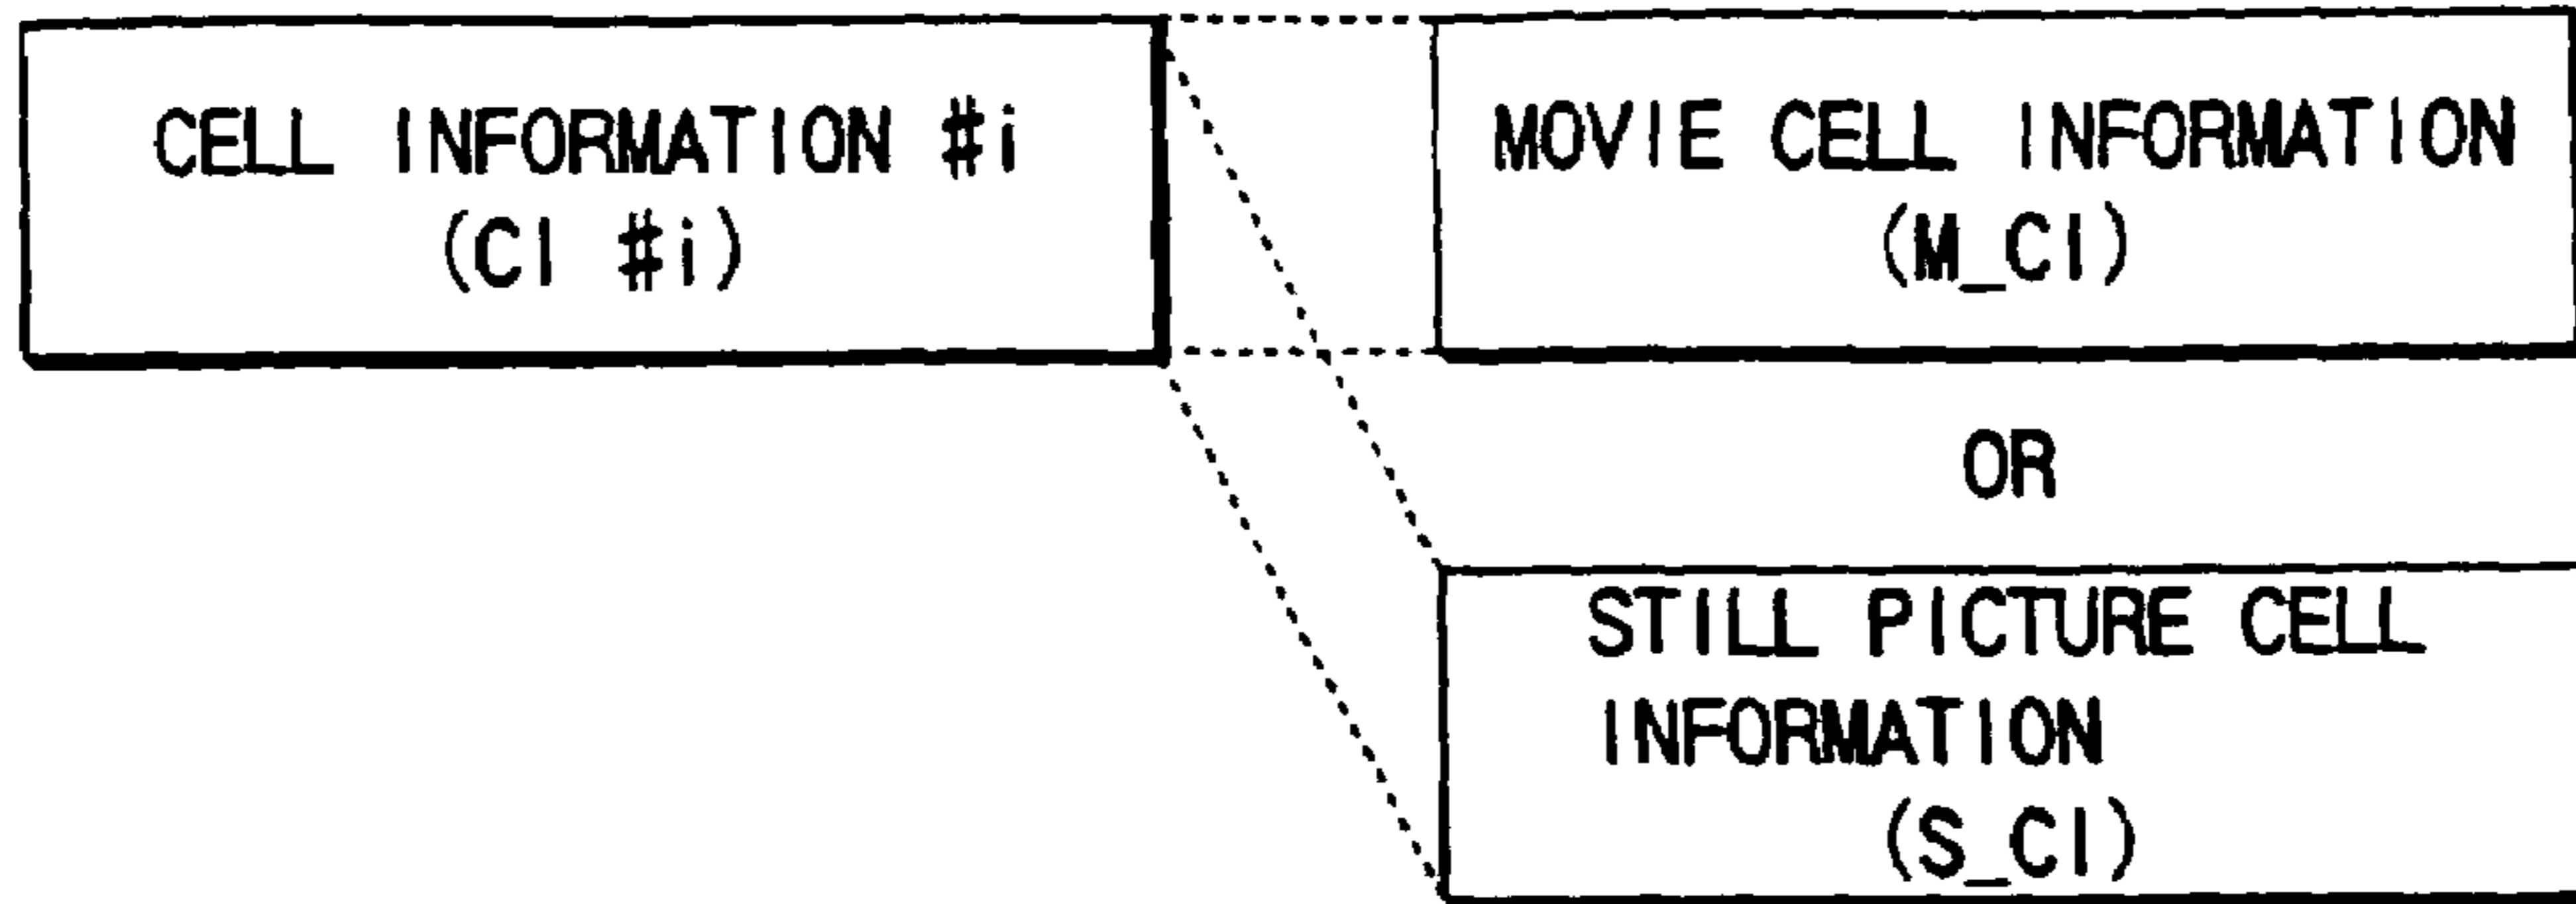 CELL INFORMATION #i
(CI #i)
MOVIE CELL INFORMATION
(M_CI)
OR
STILL PICTURE CELL
INFORMATION
(S_CI)